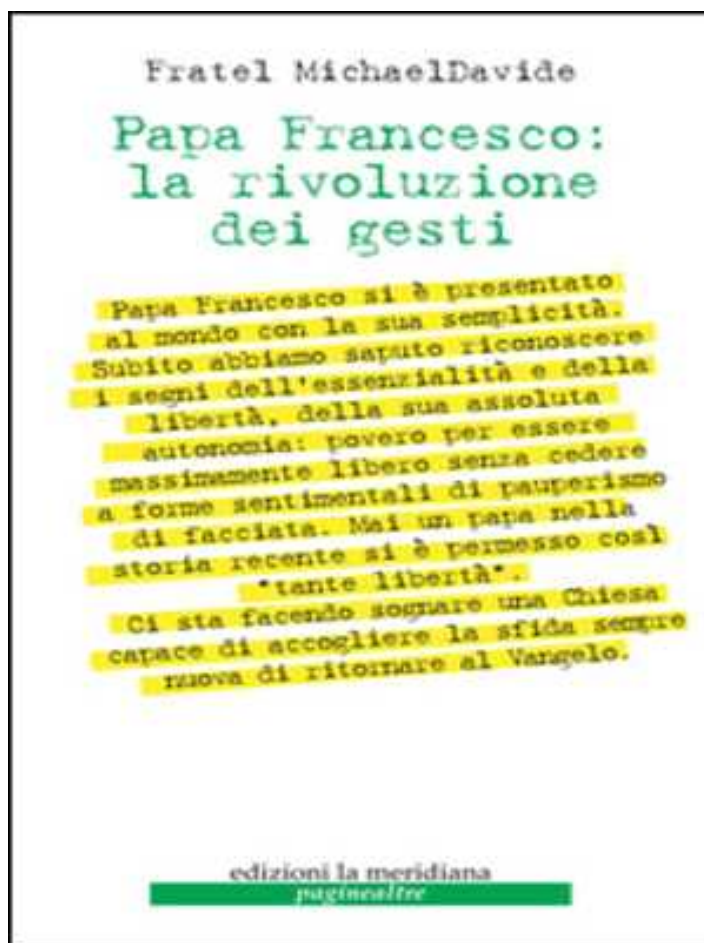 Fratel MichaelDavide
Papa Francesco:
la rivoluzione
dei gesti
Papa Francesco si è presentato
al mondo con la sua semplicità.
Subito abbiamo saputo riconoscere
i segni dell'essenzialità e della
libertà, della sua assoluta
autonomia: povero per essere
massimamente libero senza cedere
a forme sentimentali di pauperismo
di facciata. Mai un papa nella
storia recente si è permesso così
"tante libertà".
Ci sta facendo sognare una Chiesa
capace di accogliere la sfida sempre
nuova di ritornare al Vangelo.
edizioni la meridiana
paginealtre